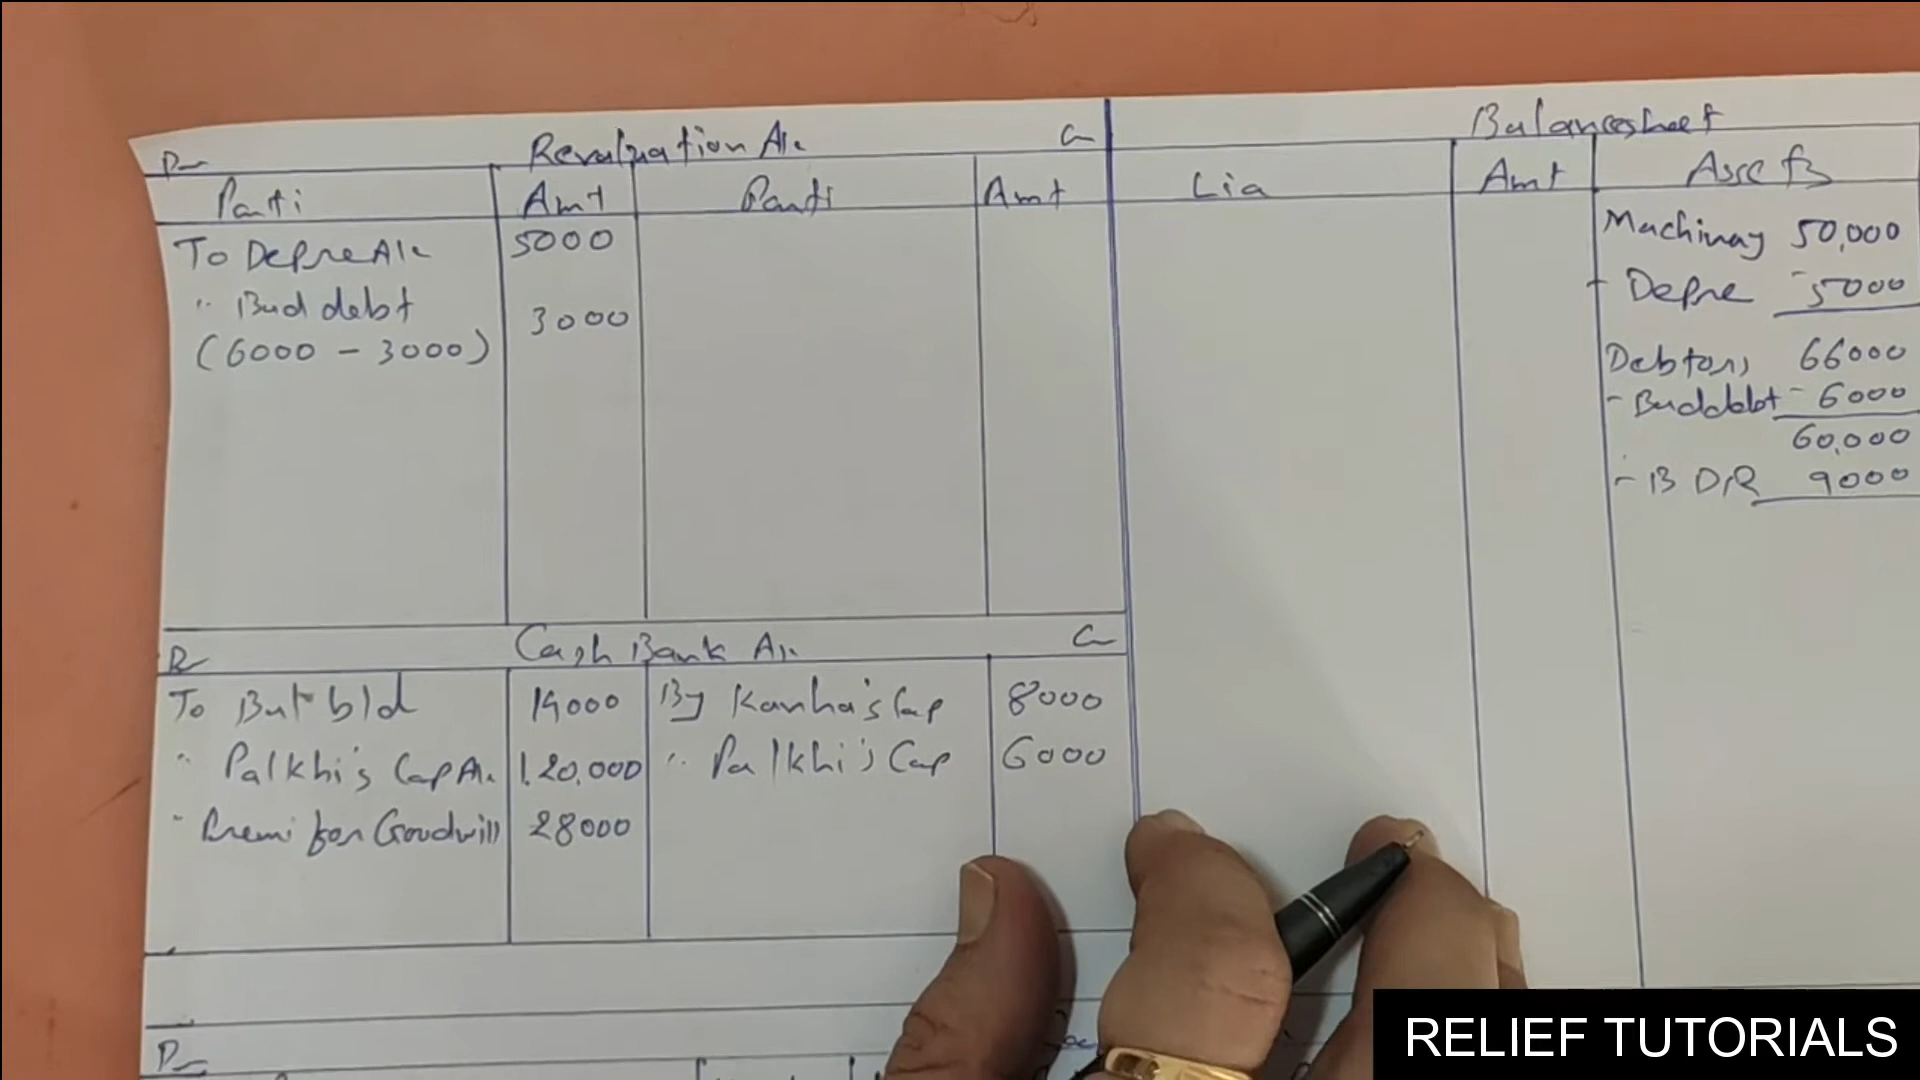 Revaluation A/c
Dr
Cr
Parti Amt Parti Amt
To Depre A/c 5000
" Bad debt 3000
(6000 - 3000)
Balancesheet
Lia Amt Assets
Machinary 50,000
- Depre - 5000
Debtors 66000
- Baddebt - 6000
60,000
- B D R 9000
Dr Cash Bank A/c Cr
To Bal b/d 14000 By Kanha's Cap 8000
" Palkhi's Cap A/c 1,20,000 " Palkhi's Cap 6000
" Premi for Goodwill 28000
Dr
RELIEF TUTORIALS